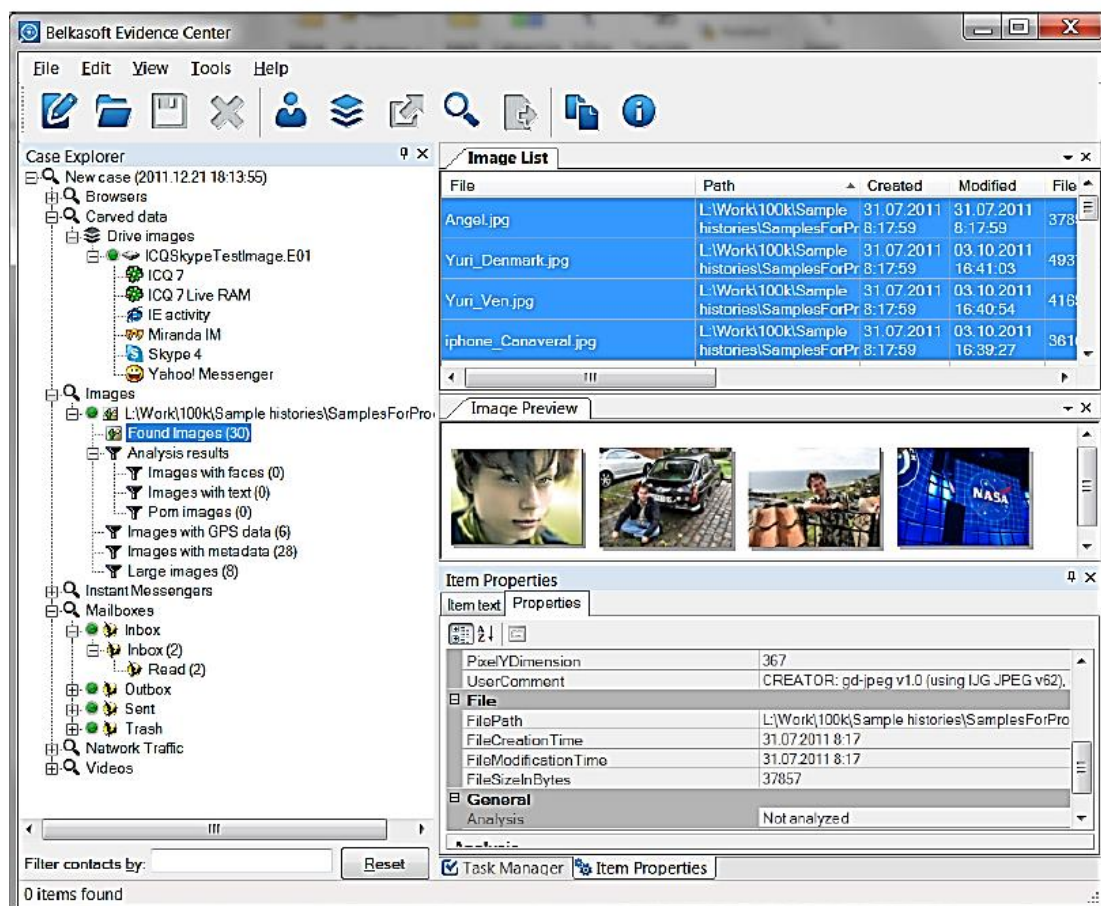 Belkasoft Evidence Center
File Edit View Tools Help
Case Explorer
New case (2011.12.21 18:13:55)
Browsers
Carved data
Drive images
ICQSkypeTestImage.E01
ICQ 7
ICQ 7 Live RAM
IE activity
Miranda IM
Skype 4
Yahoo! Messenger
Images
L:\Work\100k\Sample histories\SamplesForPro
Found Images (30)
Analysis results
Images with faces (0)
Images with text (0)
Porn images (0)
Images with GPS data (6)
Images with metadata (28)
Large images (8)
Instant Messengers
Mailboxes
Inbox
Inbox (2)
Read (2)
Outbox
Sent
Trash
Network Traffic
Videos
Filter contacts by:
Reset
0 items found
Image List
File Path Created Modified File
Angel.jpg L:\Work\100k\Sample histories\SamplesForPr 31.07.2011 8:17:59 31.07.2011 8:17:59 3785
Yuri_Denmark.jpg L:\Work\100k\Sample histories\SamplesForPr 31.07.2011 8:17:59 03.10.2011 16:41:03 4937
Yuri_Ven.jpg L:\Work\100k\Sample histories\SamplesForPr 31.07.2011 8:17:59 03.10.2011 16:40:54 4165
iphone_Canaveral.jpg L:\Work\100k\Sample histories\SamplesForPr 31.07.2011 8:17:59 03.10.2011 16:39:27 3610
Image Preview
NASA
Item Properties
Item text Properties
PixelYDimension 367
UserComment CREATOR: gd-jpeg v1.0 (using IJG JPEG v62),
File
FilePath L:\Work\100k\Sample histories\SamplesForPro
FileCreationTime 31.07.2011 8:17
FileModificationTime 31.07.2011 8:17
FileSizeInBytes 37857
General
Analysis Not analyzed
Task Manager Item Properties